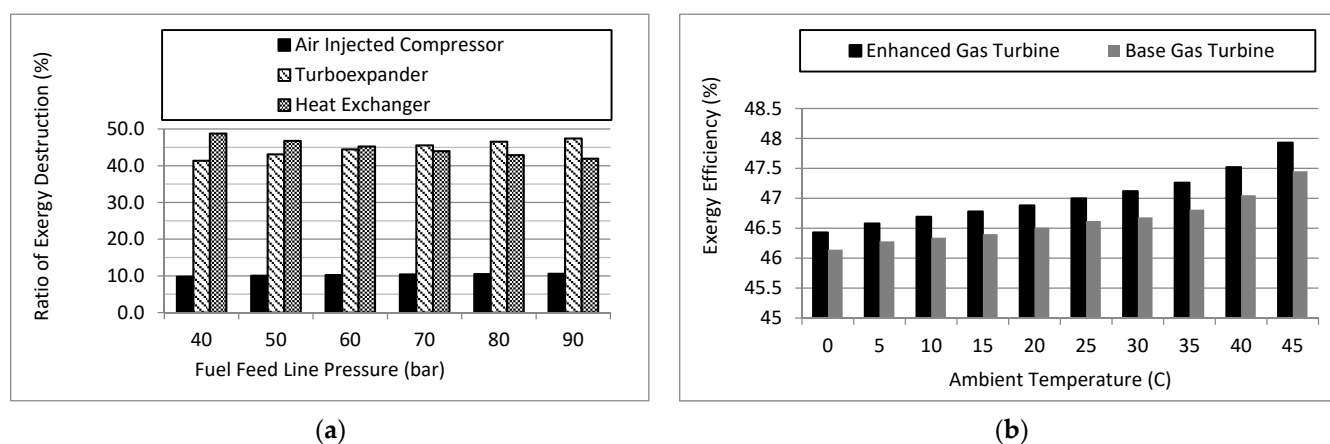 Air Injected Compressor
Turboexpander
Heat Exchanger
Ratio of Exergy Destruction (%)
50.0
40.0
30.0
20.0
10.0
0.0
40 50 60 70 80 90
Fuel Feed Line Pressure (bar)
(a)
Enhanced Gas Turbine Base Gas Turbine
Exergy Efficiency (%)
48.5
48
47.5
47
46.5
46
45.5
45
0 5 10 15 20 25 30 35 40 45
Ambient Temperature (C)
(b)